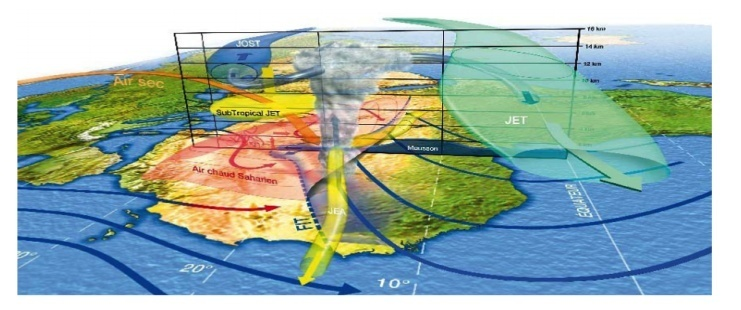 16 km
JOST
14 km
12 km
Air sec
SubTropical JET
JET
Mousson
Air chaud Saharien
EQUATEUR
JEA
FIT
20°
10°